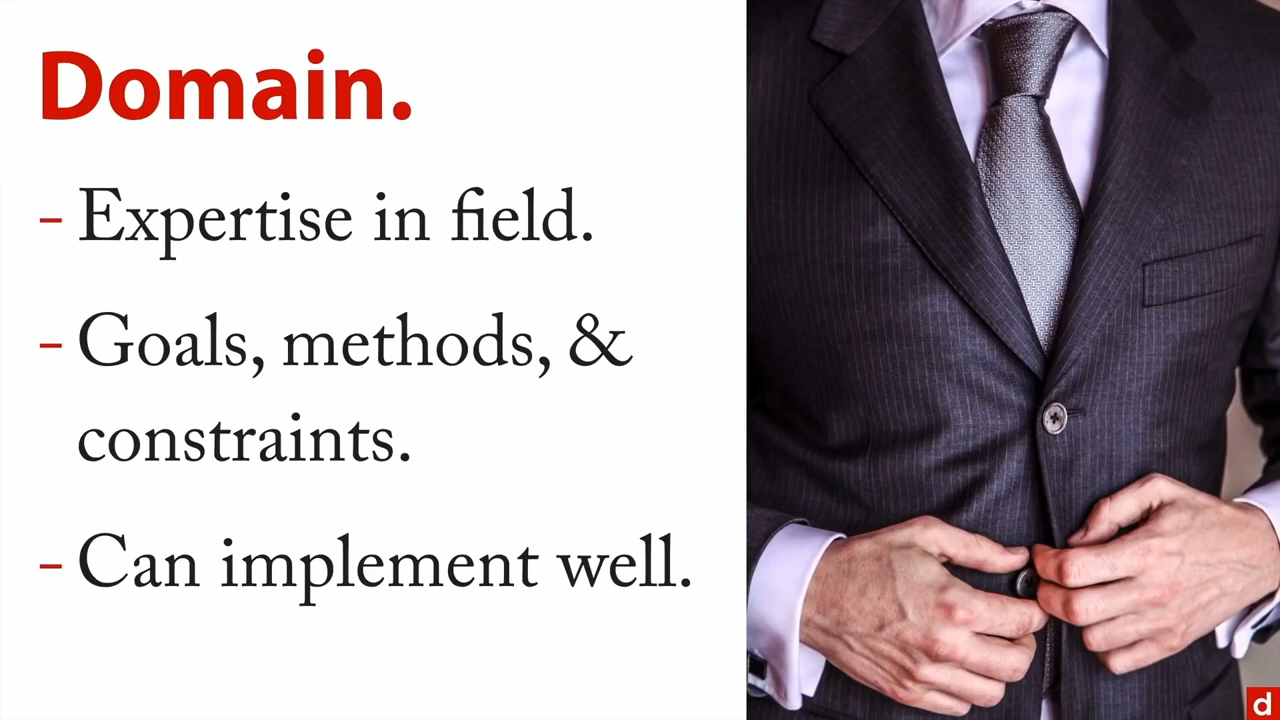 Domain.
- Expertise in field.
- Goals, methods, &
constraints.
- Can implement well.
d